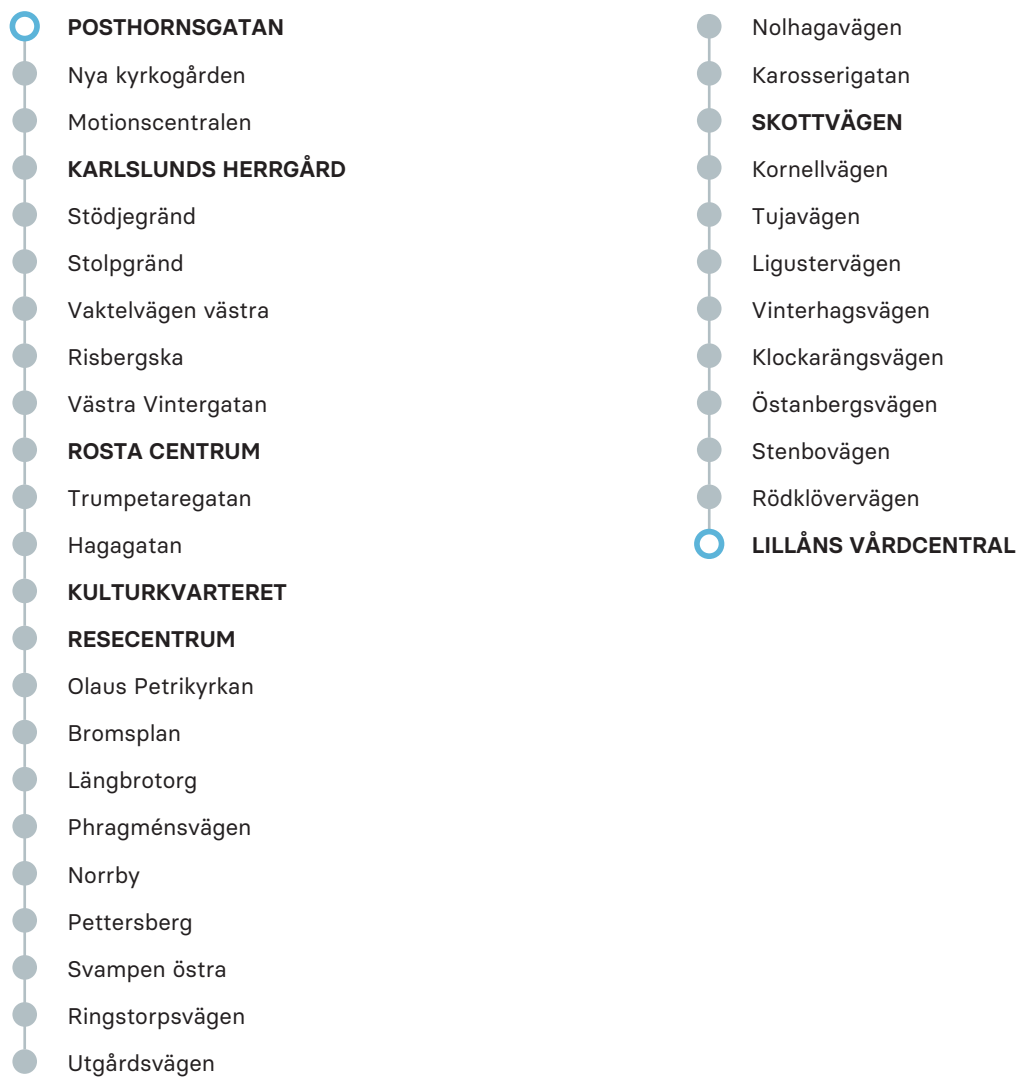 POSTHORNSGATAN
Nya kyrkogården
Motionscentralen
KARLSLUNDS HERRGÅRD
Stödjegränd
Stolpgränd
Vaktelvägen västra
Risbergska
Västra Vintergatan
ROSTA CENTRUM
Trumpetaregatan
Hagagatan
KULTURKVARTERET
RESECENTRUM
Olaus Petrikyrkan
Bromsplan
Längbrotorg
Phragménsvägen
Norrby
Pettersberg
Svampen östra
Ringstorpsvägen
Utgårdsvägen
Nolhagavägen
Karosserigatan
SKOTTVÄGEN
Kornellvägen
Tujavägen
Ligustervägen
Vinterhagsvägen
Klockarängsvägen
Östanbergsvägen
Stenbovägen
Rödklövervägen
LILLÅNS VÅRDCENTRAL